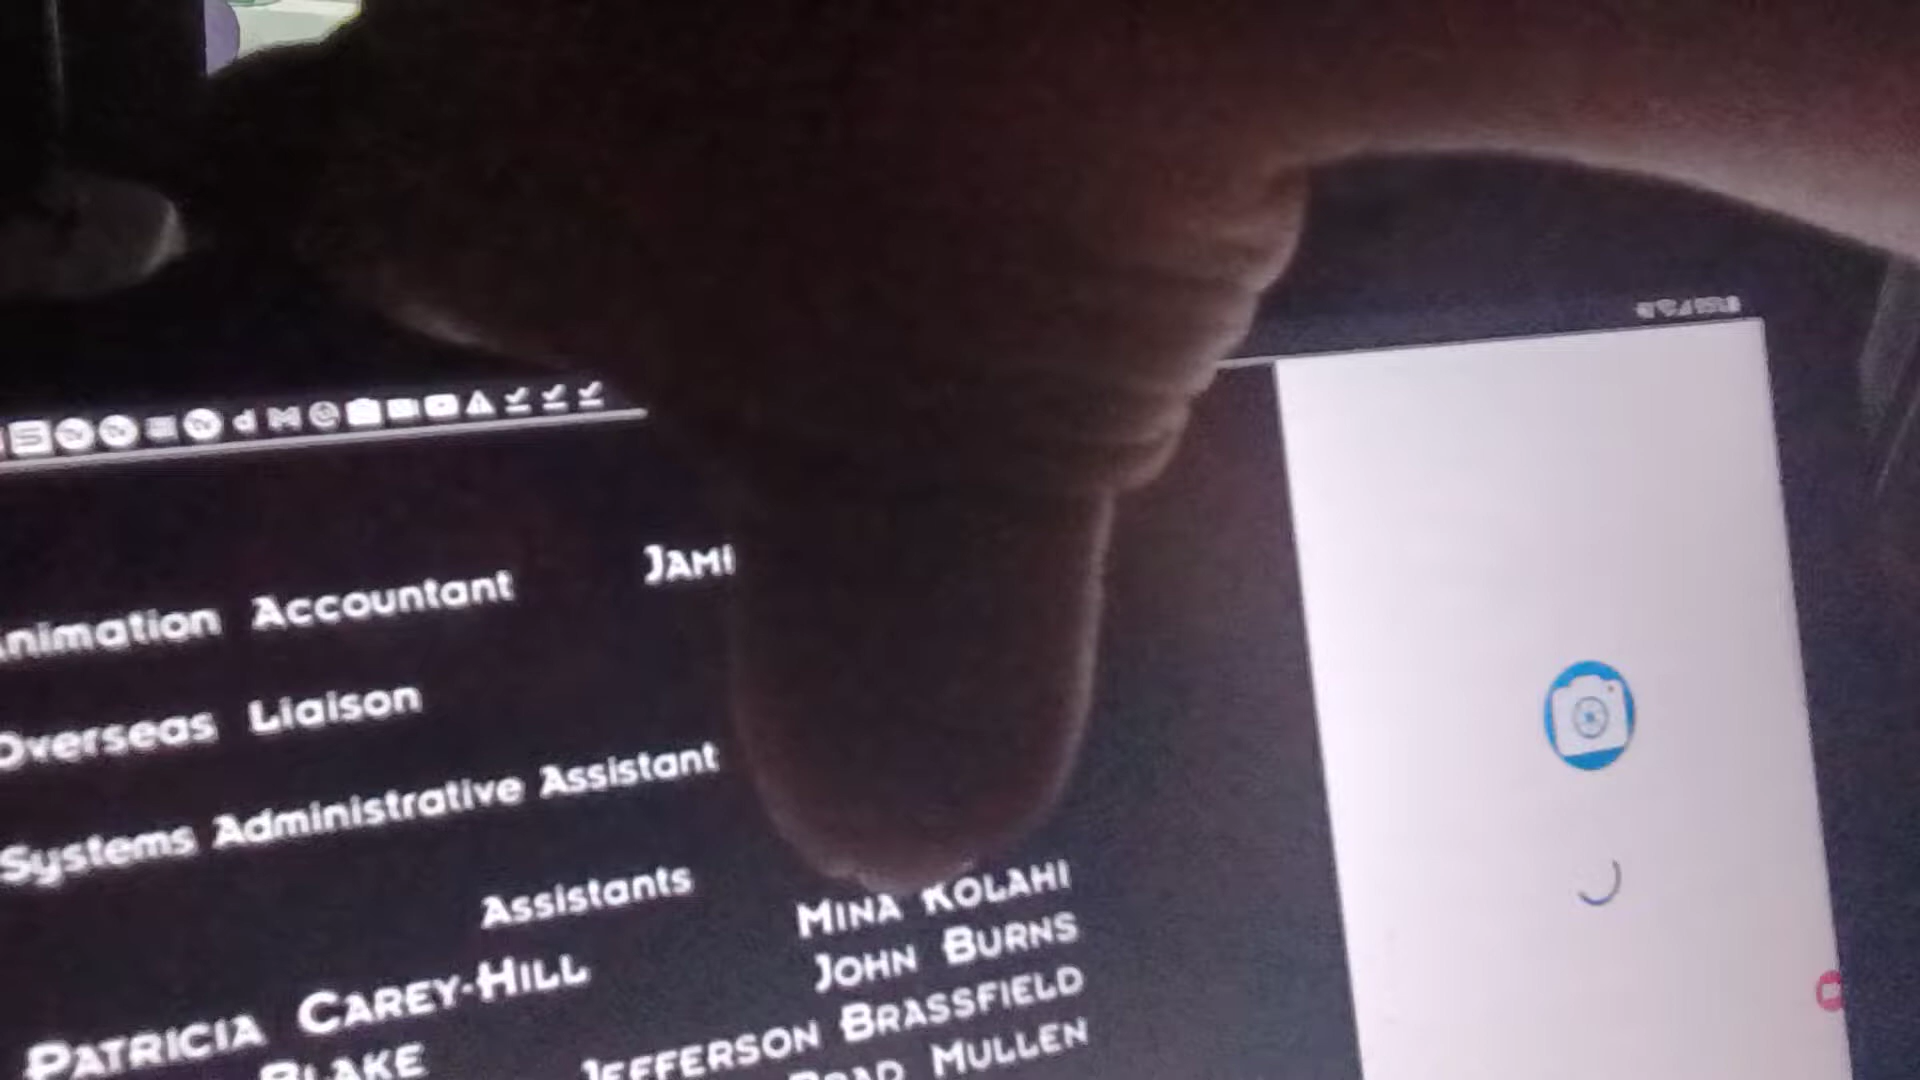 Animation Accountant
Overseas Liaison
Systems Administrative Assistant
Assistants
MINA KOLAHI
JOHN BURNS
PATRICIA CAREY-HILL
JEFFERSON BRASSFIELD
BLAKE
BRAD MULLEN